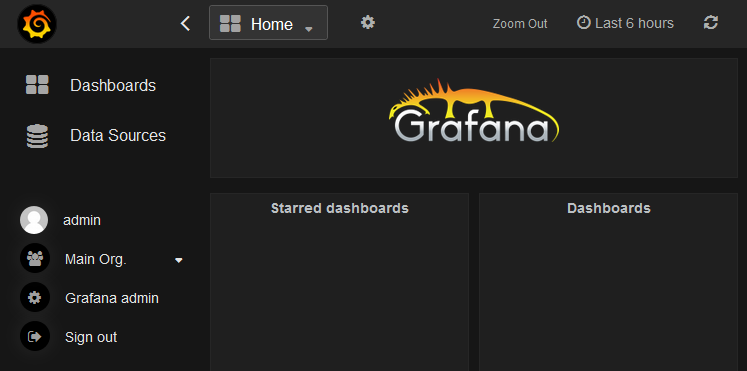 Home
Zoom Out
Last 6 hours
Dashboards
Data Sources
admin
Main Org.
Grafana admin
Sign out
Grafana
Starred dashboards
Dashboards